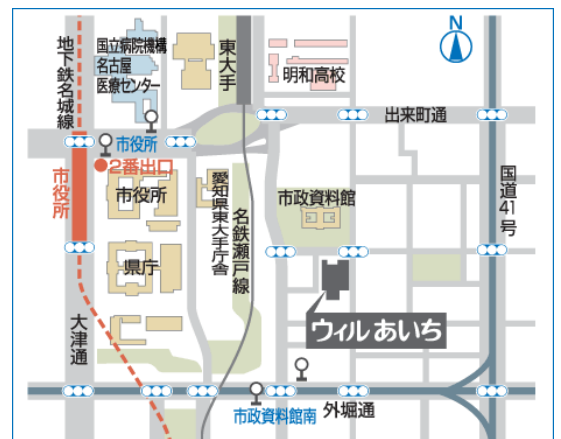 地下鉄名城線
国立病院機構
名古屋
医療センター
東大手
明和高校
N
出来町通
市役所
2番出口
市役所
市役所
愛知県東大手庁舎
名鉄瀬戸線
市政資料館
国道41号
県庁
大津通
ウィルあいち
市政資料館南
外堀通